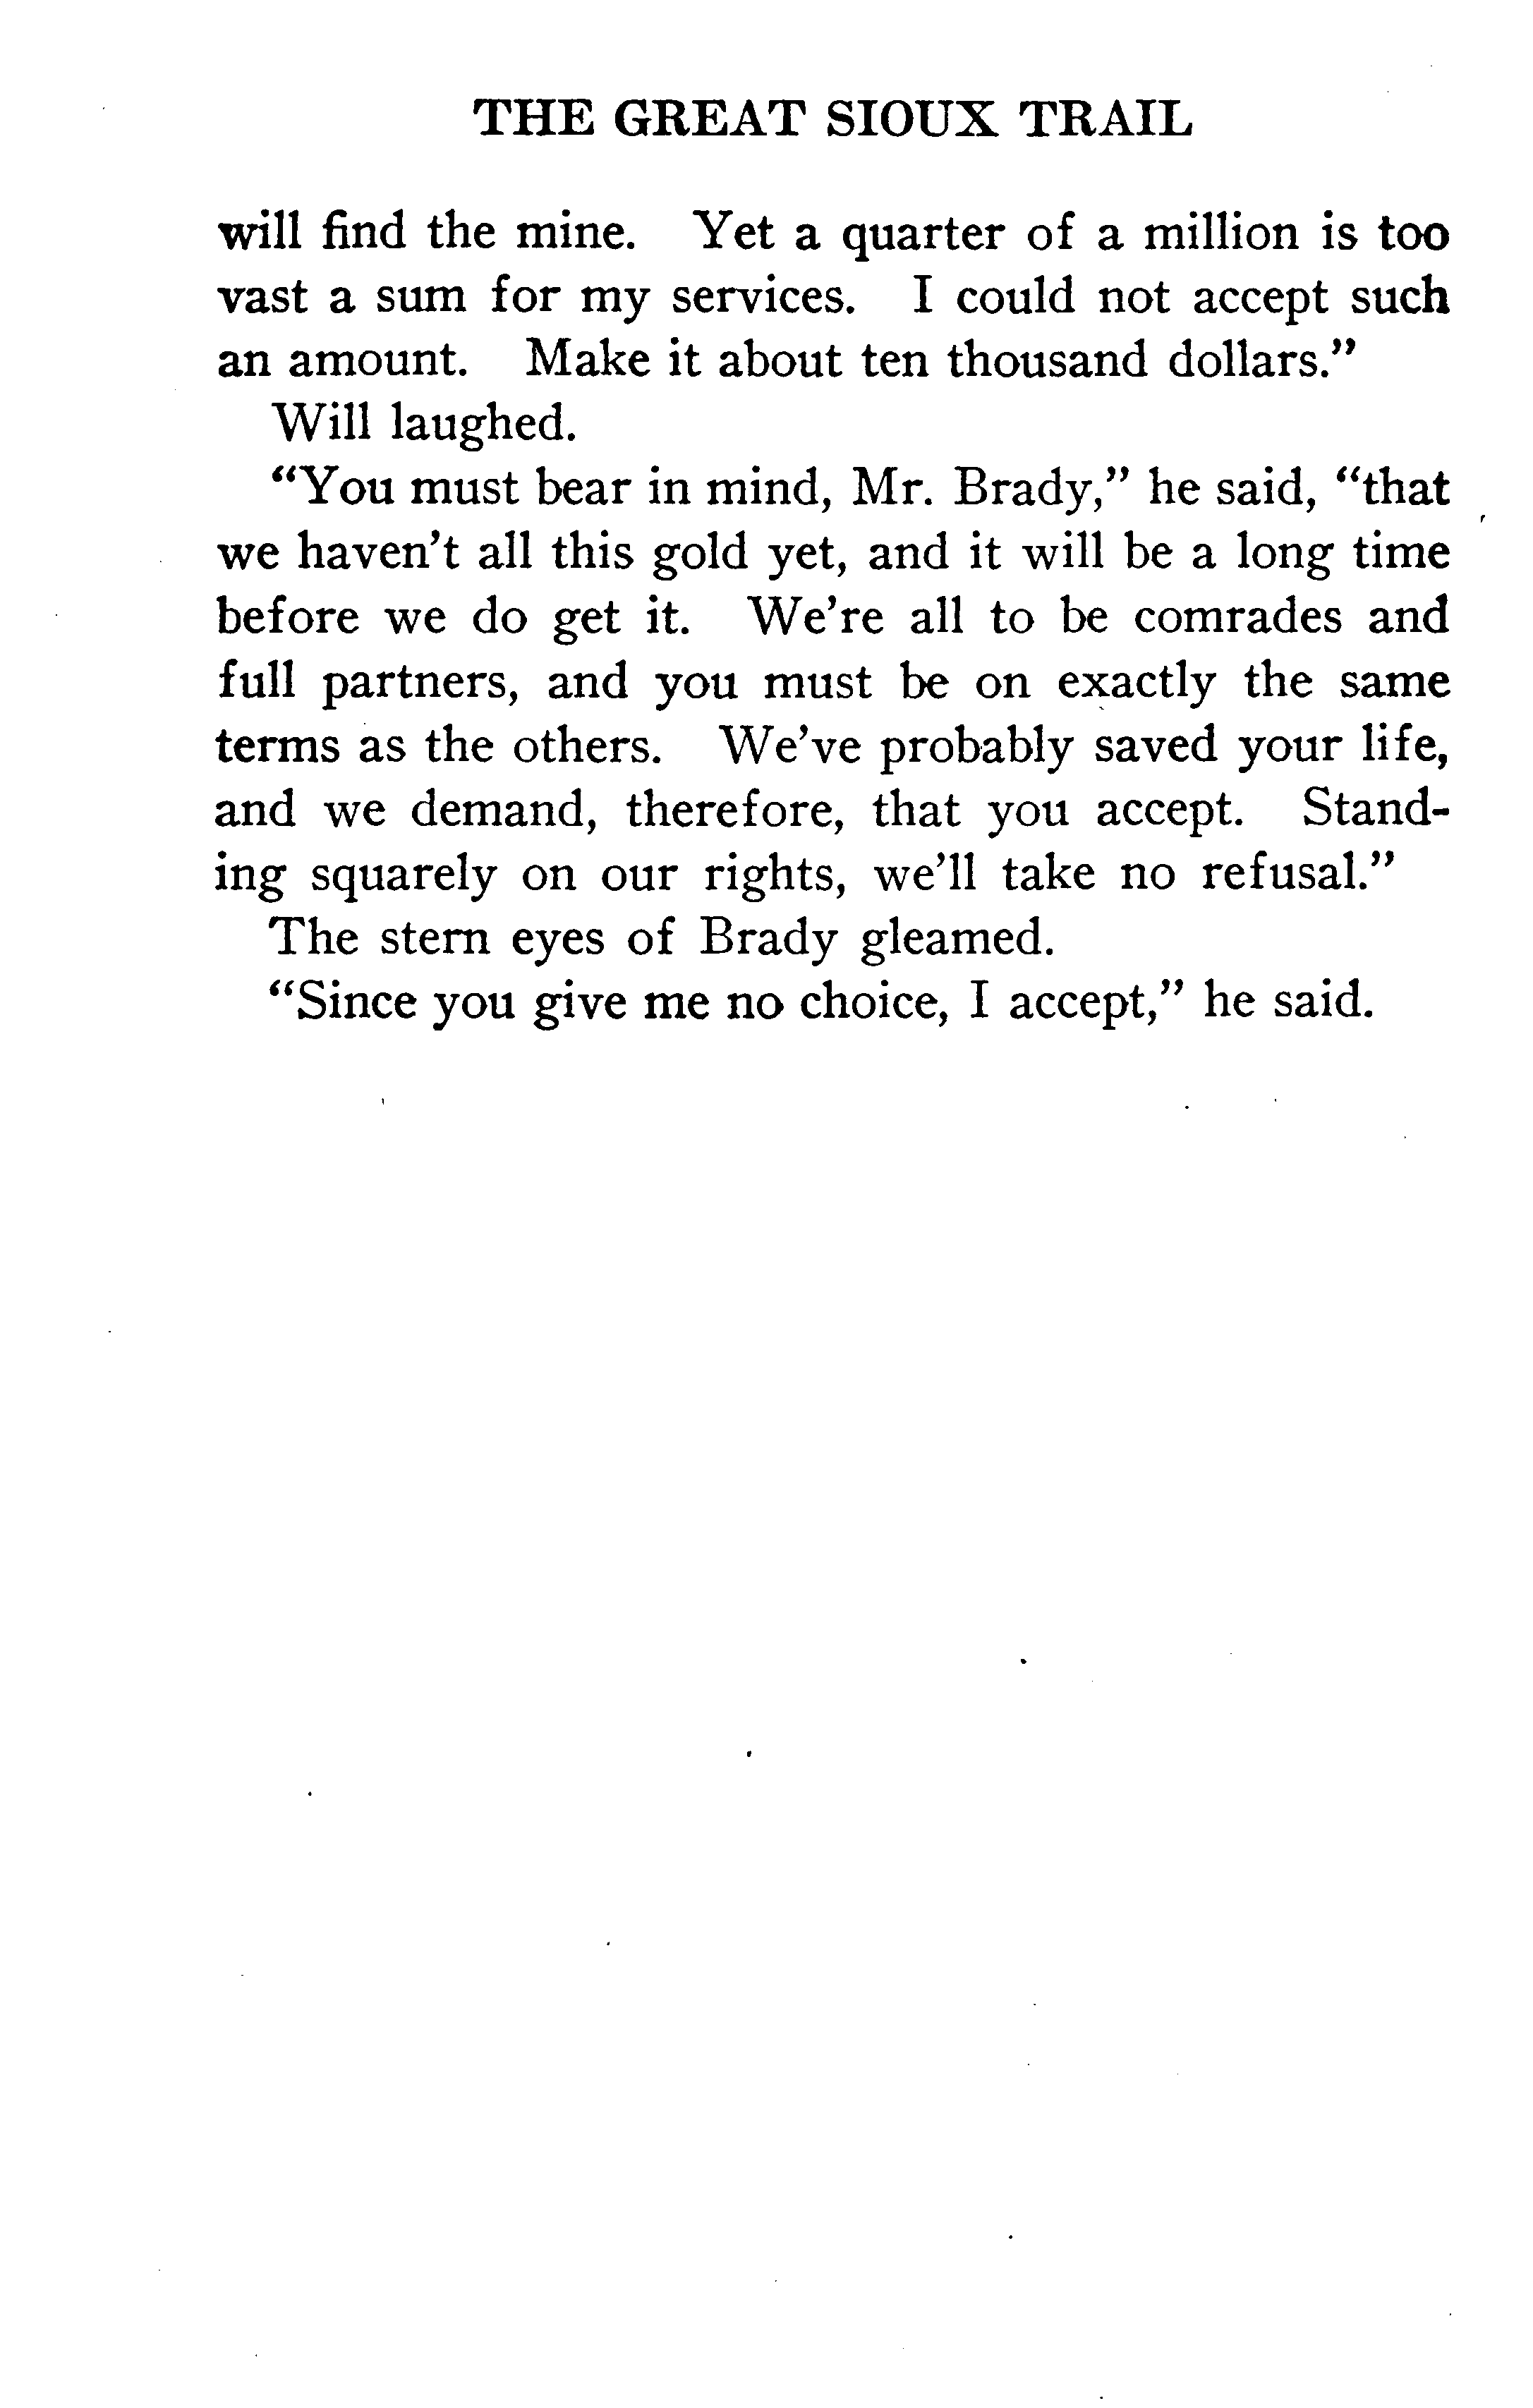 THE GREAT SIOUX TRAIL
will find the mine. Yet a quarter of a million is too
vast a sum for my services. I could not accept such
an amount. Make it about ten thousand dollars.”
Will laughed.
“You must bear in mind, Mr. Brady,” he said, “that
we haven't all this gold yet, and it will be a long time
before we do get it. We're all to be comrades and
full partners, and you must be on exactly the same
terms as the others. We've probably saved your life,
and we demand, therefore, that you accept. Stand-
ing squarely on our rights, we'll take no refusal.”
The stern eyes of Brady gleamed.
“Since you give me no choice, I accept,” he said.